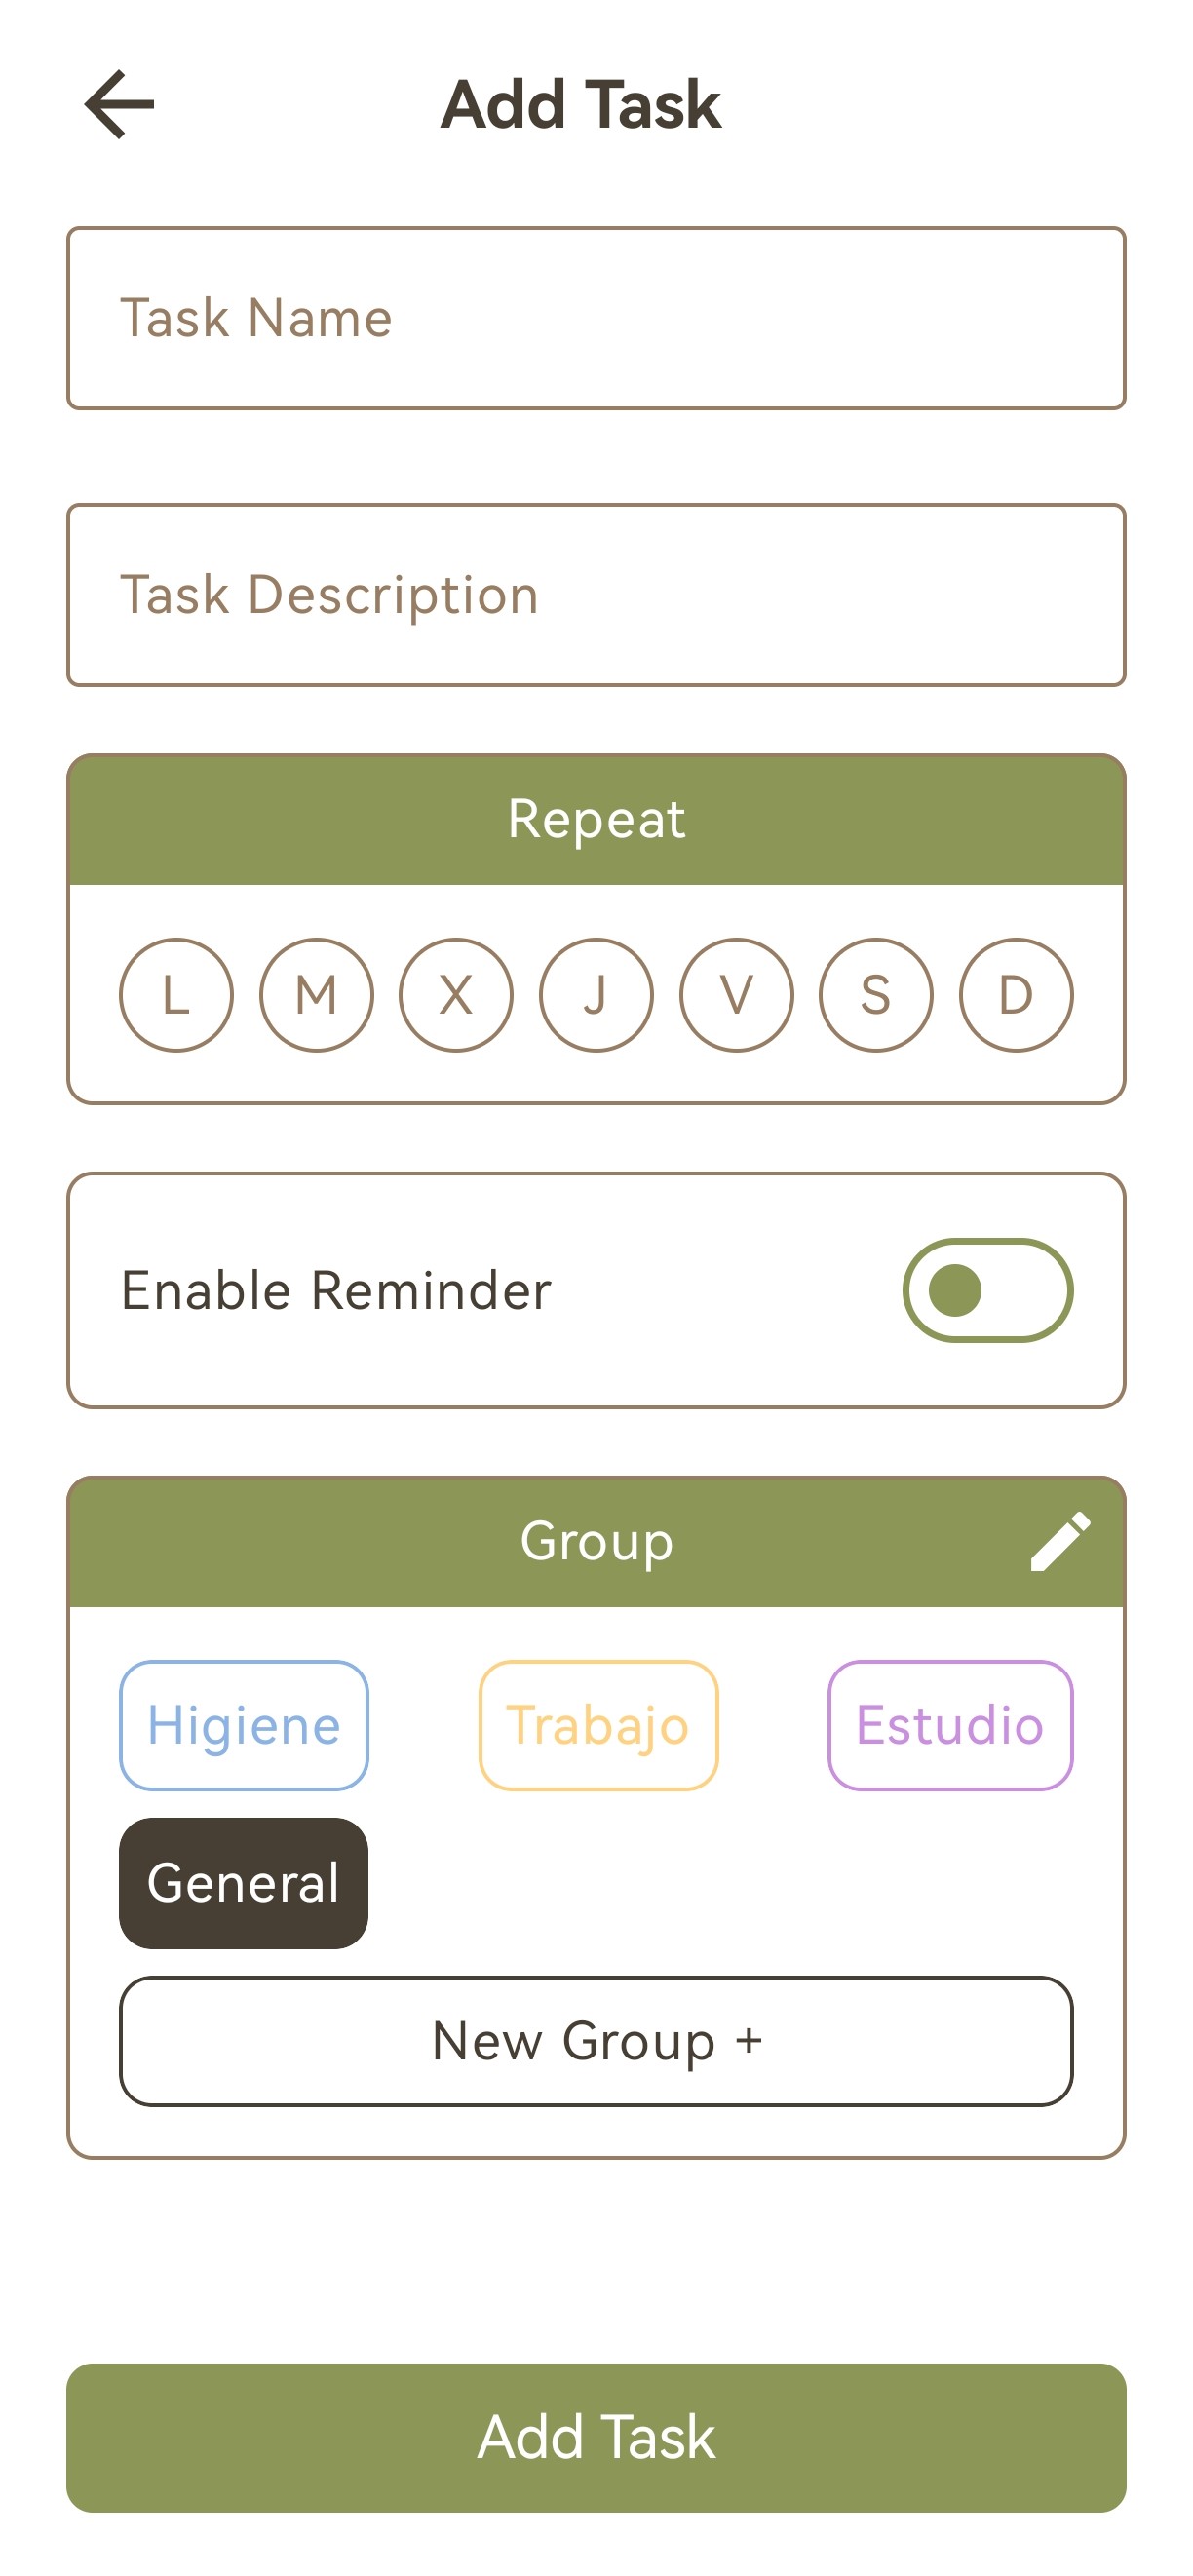 Add Task
Task Name
Task Description
Repeat
L M X J V S D
Enable Reminder
Group
Higiene Trabajo Estudio
General
New Group +
Add Task